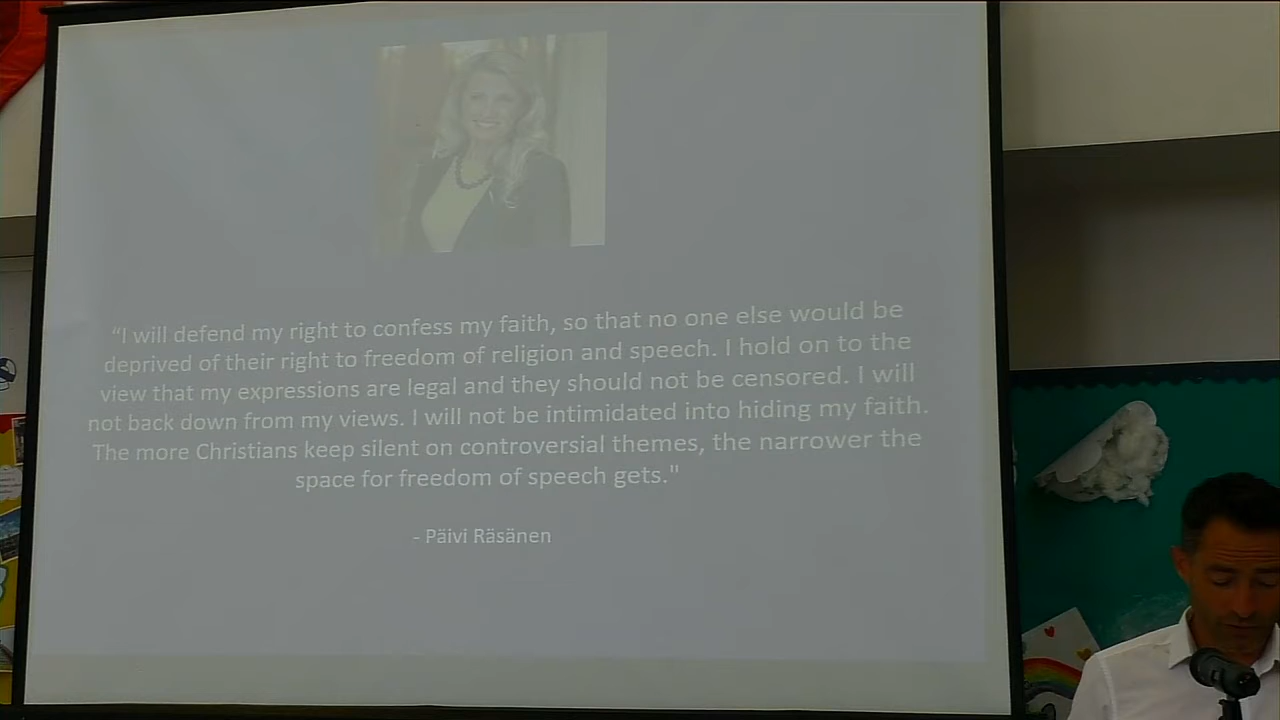 “I will defend my right to confess my faith, so that no one else would be
deprived of their right to freedom of religion and speech. I hold on to the
view that my expressions are legal and they should not be censored. I will
not back down from my views. I will not be intimidated into hiding my faith.
The more Christians keep silent on controversial themes, the narrower the
space for freedom of speech gets."
- Päivi Räsänen